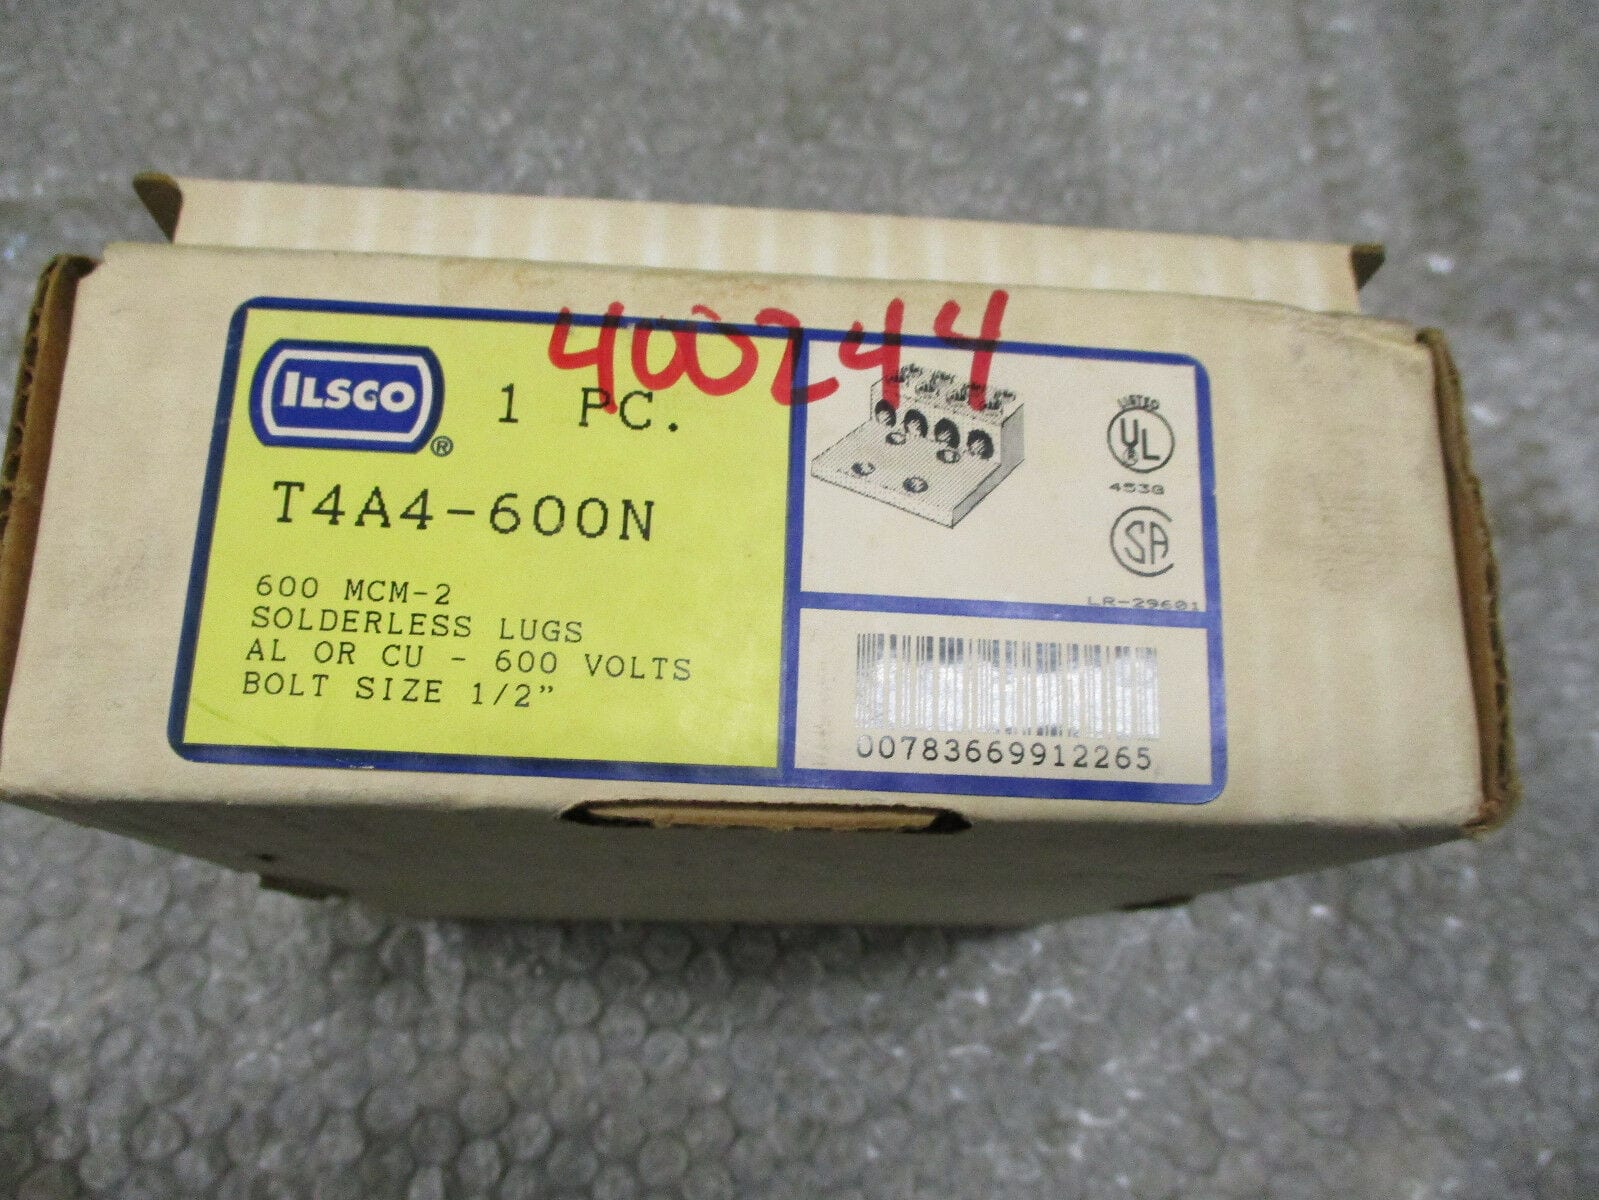 400244
ILSCO ®
1 PC.
T4A4-600N
600 MCM-2
SOLDERLESS LUGS
AL OR CU - 600 VOLTS
BOLT SIZE 1/2”
LISTED
UL
453G
SA
LR-29601
00783669912265